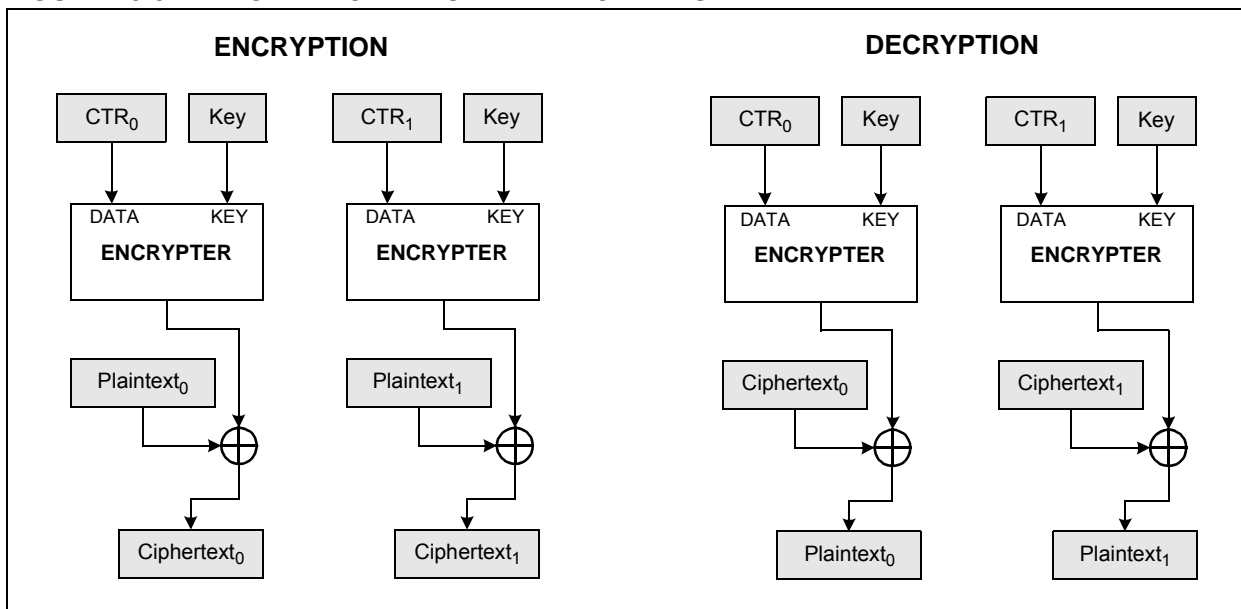 ENCRYPTION
DECRYPTION
CTR0 Key CTR1 Key
CTR0 Key CTR1 Key
DATA KEY DATA KEY
DATA KEY DATA KEY
ENCRYPTER ENCRYPTER
ENCRYPTER ENCRYPTER
Plaintext0 Plaintext1
Ciphertext0 Ciphertext1
Ciphertext0 Ciphertext1
Plaintext0 Plaintext1